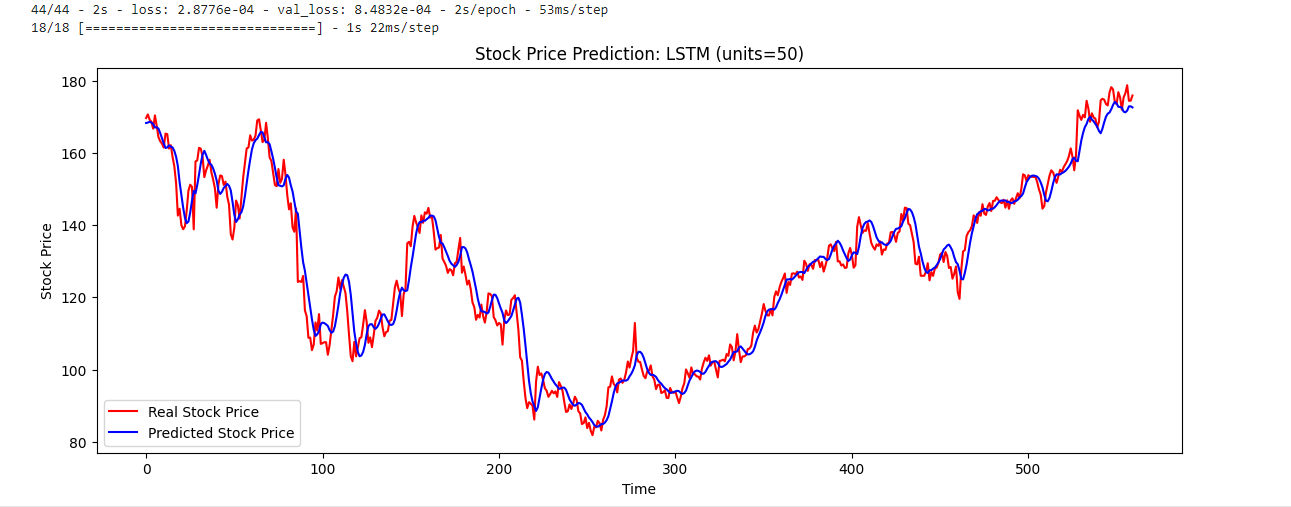 44/44 - 2s - loss: 2.8776e-04 - val_loss: 8.4832e-04 - 2s/epoch - 53ms/step
18/18 [==============================] - 1s 22ms/step
Stock Price Prediction: LSTM (units=50)
180
160
140
120
100
80
Stock Price
Real Stock Price
Predicted Stock Price
0 100 200 300 400 500
Time